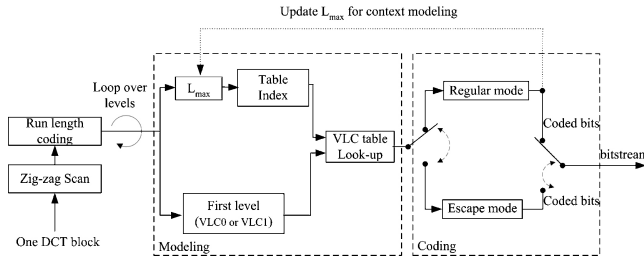 Update Lmax for context modeling
Loop over
levels
Lmax
Table
Index
Regular mode
Run length
coding
VLC table
Look-up
Coded bits
bitstream
Zig-zag Scan
First level
(VLC0 or VLC1)
Escape mode
Coded bits
One DCT block
Modeling
Coding